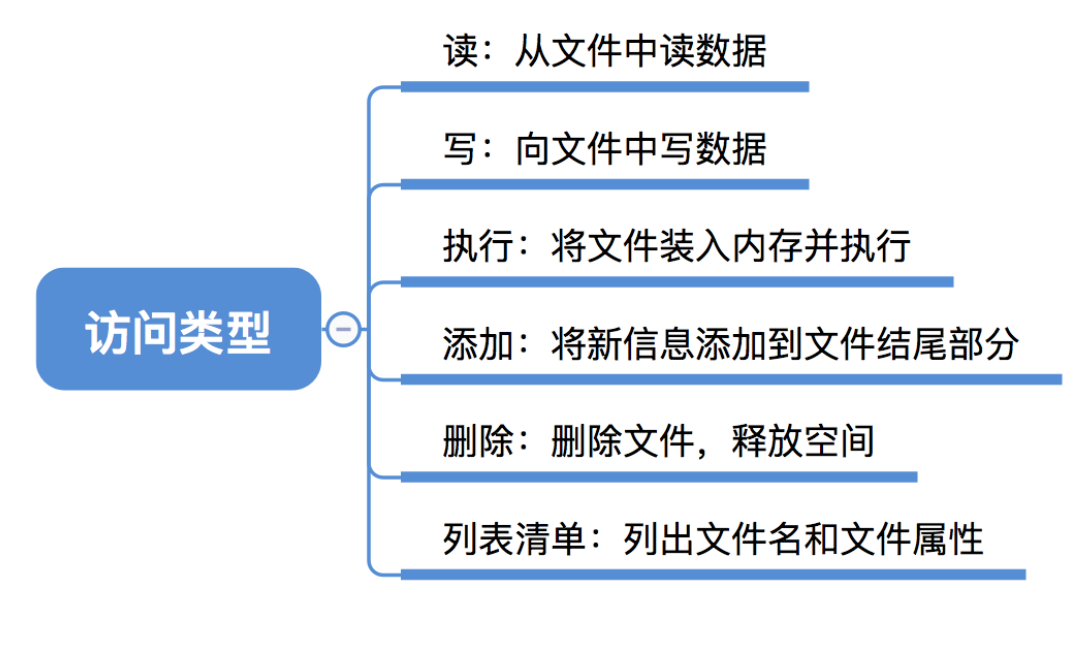 读：从文件中读数据
写：向文件中写数据
执行：将文件装入内存并执行
访问类型
添加：将新信息添加到文件结尾部分
删除：删除文件，释放空间
列表清单：列出文件名和文件属性